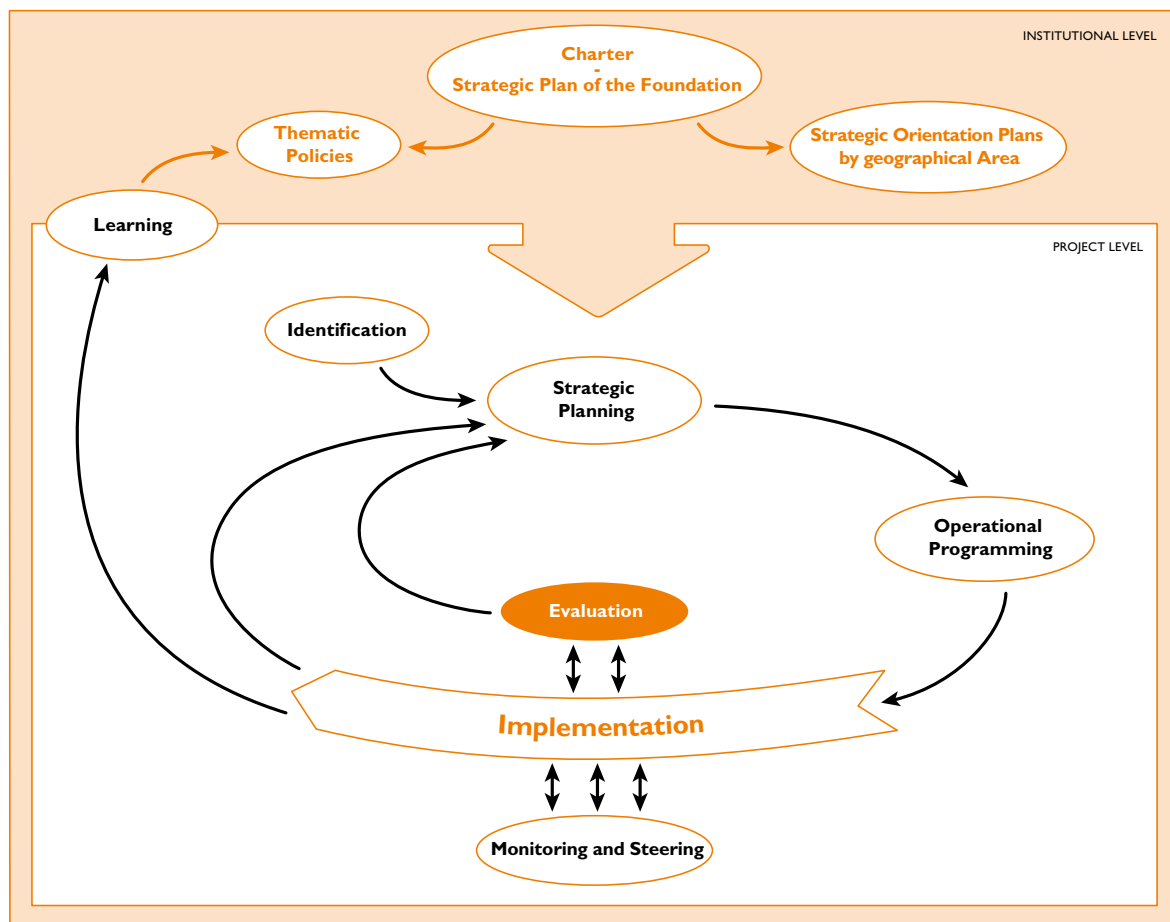 INSTITUTIONAL LEVEL
Charter
-
Strategic Plan of the Foundation
Thematic
Policies
Strategic Orientation Plans
by geographical Area
Learning
PROJECT LEVEL
Identification
Strategic
Planning
Operational
Programming
Evaluation
Implementation
Monitoring and Steering